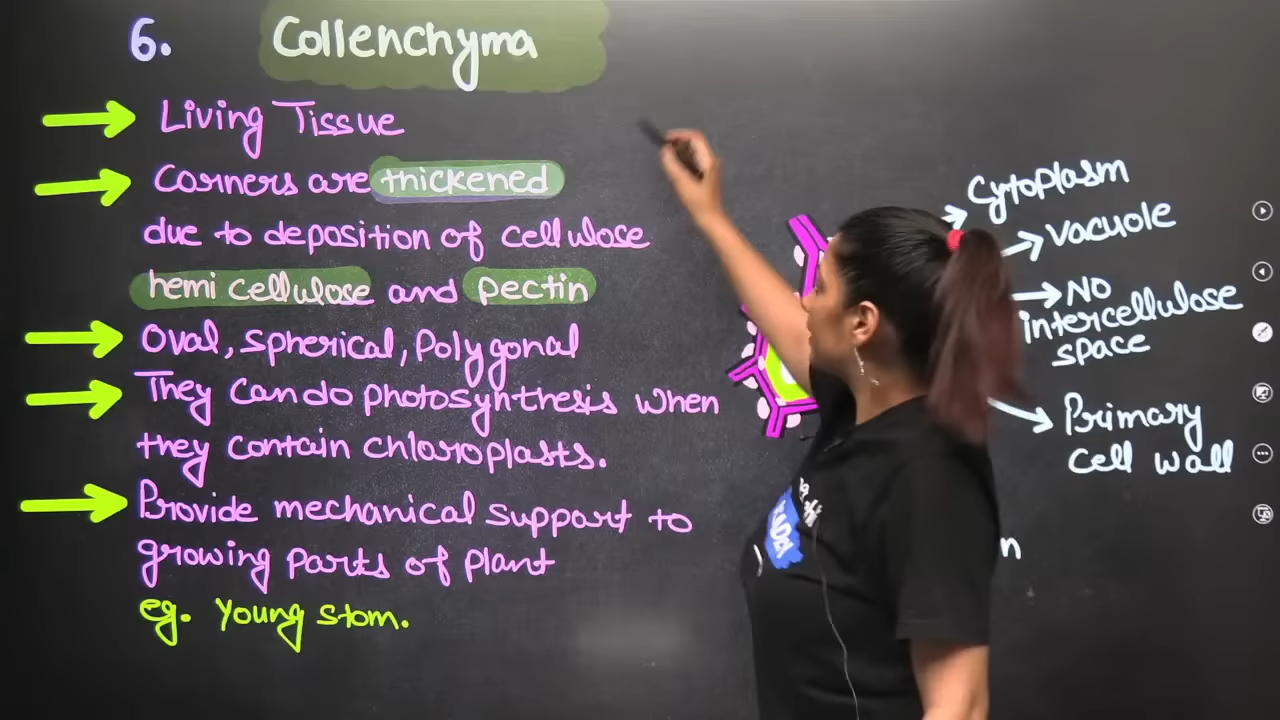 6. Collenchyma
Living Tissue
Corners are thickened
due to deposition of cellulose
hemi cellulose and pectin
Oval, spherical, Polygonal
They can do photosynthesis when
they contain chloroplasts.
Provide mechanical support to
growing parts of plant
eg. Young stom.
Cytoplasm
Vacuole
NO
intercellulose
space
Primary
cell wall
n